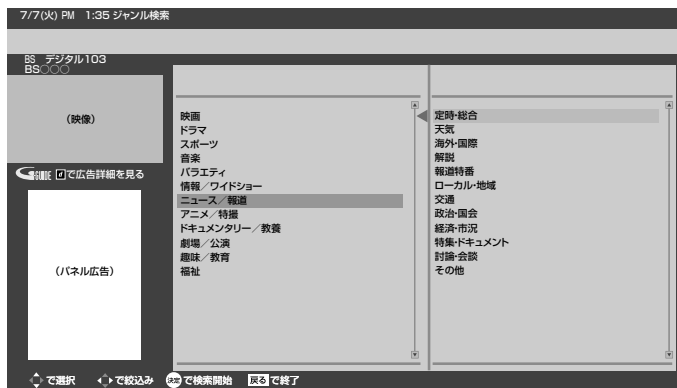 7/7(火) PM 1:35 ジャンル検索
BS デジタル103
BS〇〇〇
(映像)
G-GUIDE dで広告詳細を見る
(パネル広告)
映画
ドラマ
スポーツ
音楽
バラエティ
情報/ワイドショー
ニュース/報道
アニメ/特撮
ドキュメンタリー/教養
劇場/公演
趣味/教育
福祉
定時・総合
天気
海外・国際
解説
報道特番
ローカル・地域
交通
政治・国会
経済・市況
特集・ドキュメント
討論・会談
その他
で選択 で絞込み 決定で検索開始 戻るで終了